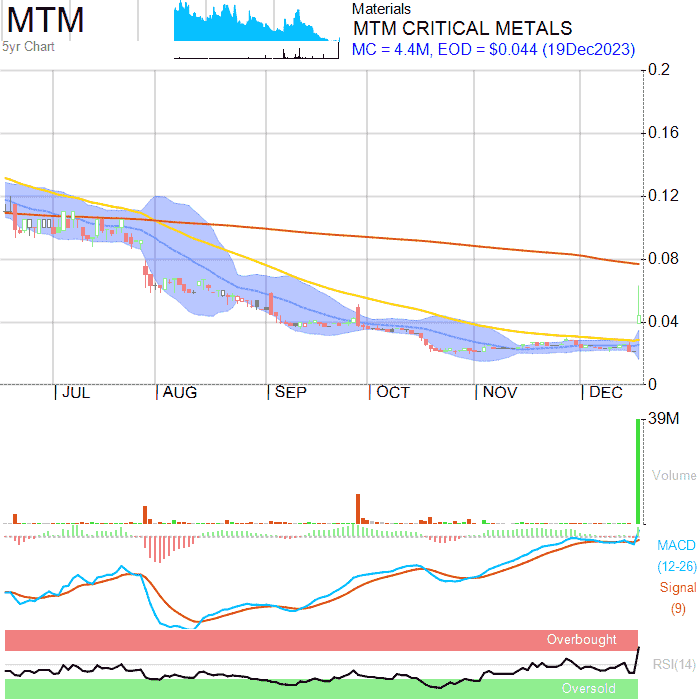 MTM
5yr Chart
Materials
MTM CRITICAL METALS
MC = 4.4M, EOD = $0.044 (19Dec2023)
0.2
0.16
0.12
0.08
0.04
0
JUL AUG SEP OCT NOV DEC
39M
Volume
MACD
(12-26)
Signal
(9)
Overbought
RSI(14)
Oversold